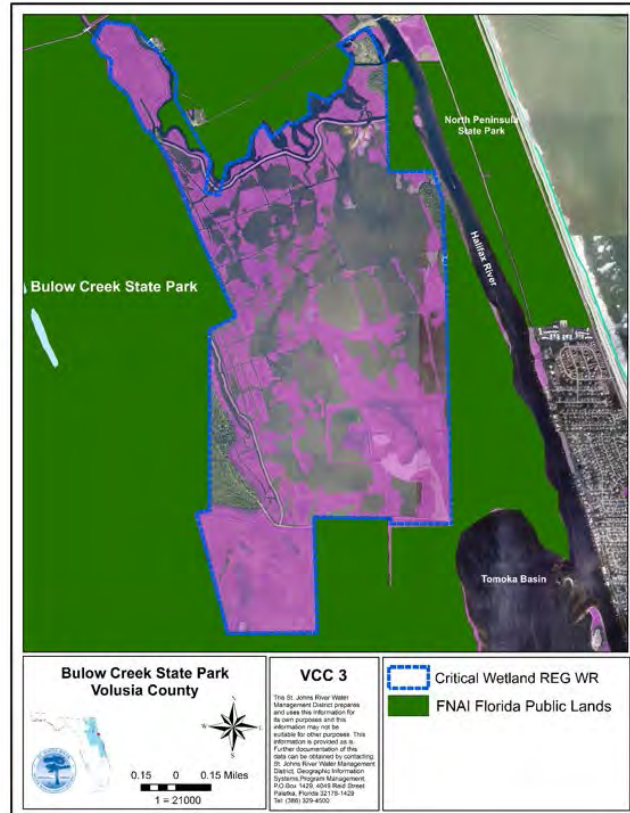 North Peninsula
State Park
Halifax River
Bulow Creek State Park
Tomoka Basin
Bulow Creek State Park
Volusia County
N
W
E
S
0.15 0 0.15 Miles
1 = 21000
VCC 3
This St. Johns River Water
Management District prepares
and uses this information for
its own purposes and this
information may not be
suitable for other purposes. This
information is provided as is.
Further documentation of this
data can be obtained by contacting:
St. Johns River Water Management
District, Geographic Information
Systems,Program Management,
P.O.Box 1429, 4049 Reid Street
Palatka, Florida 32178-1429
Tel: (386) 329-4500
Critical Wetland REG WR
FNAI Florida Public Lands